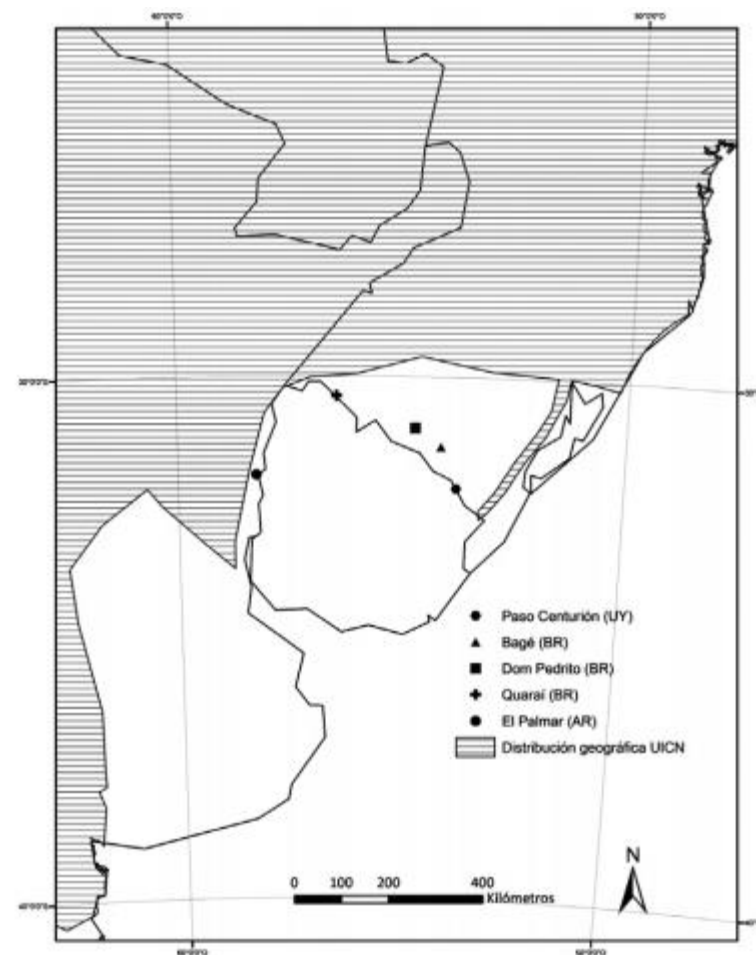 Paso Centurión (UY)
Bagé (BR)
Dom Pedrito (BR)
Quaraí (BR)
El Palmar (AR)
Distribución geográfica UICN
N
0 100 200 400
Kilómetros